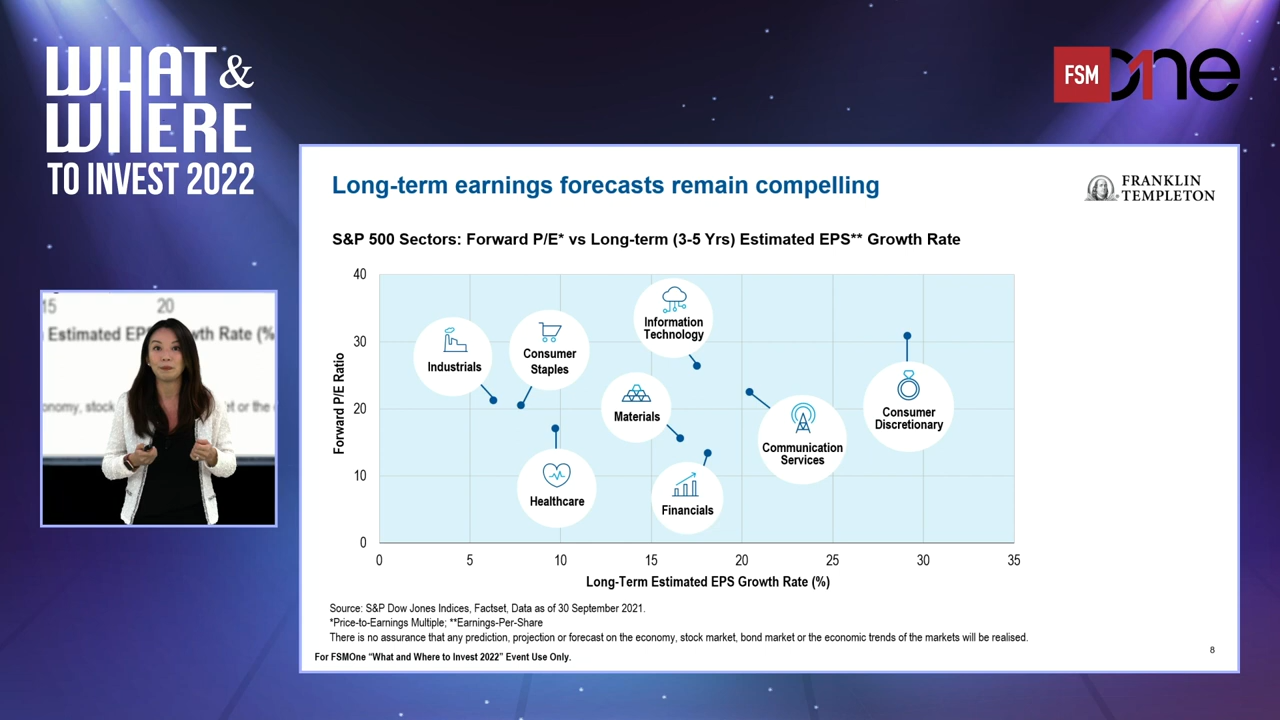 WHAT &
WHERE
TO INVEST 2022
FSM One
Long-term earnings forecasts remain compelling
FRANKLIN
TEMPLETON
S&P 500 Sectors: Forward P/E* vs Long-term (3-5 Yrs) Estimated EPS** Growth Rate
Forward P/E Ratio
40
30
20
10
0
Industrials
Consumer
Staples
Information
Technology
Materials
Healthcare
Financials
Communication
Services
Consumer
Discretionary
0 5 10 15 20 25 30 35
Long-Term Estimated EPS Growth Rate (%)
Source: S&P Dow Jones Indices, Factset, Data as of 30 September 2021.
*Price-to-Earnings Multiple; **Earnings-Per-Share
There is no assurance that any prediction, projection or forecast on the economy, stock market, bond market or the economic trends of the markets will be realised.
For FSMOne “What and Where to Invest 2022” Event Use Only.
8
15 20
Estimated EPS wth Rate (%
onomy, stock or the